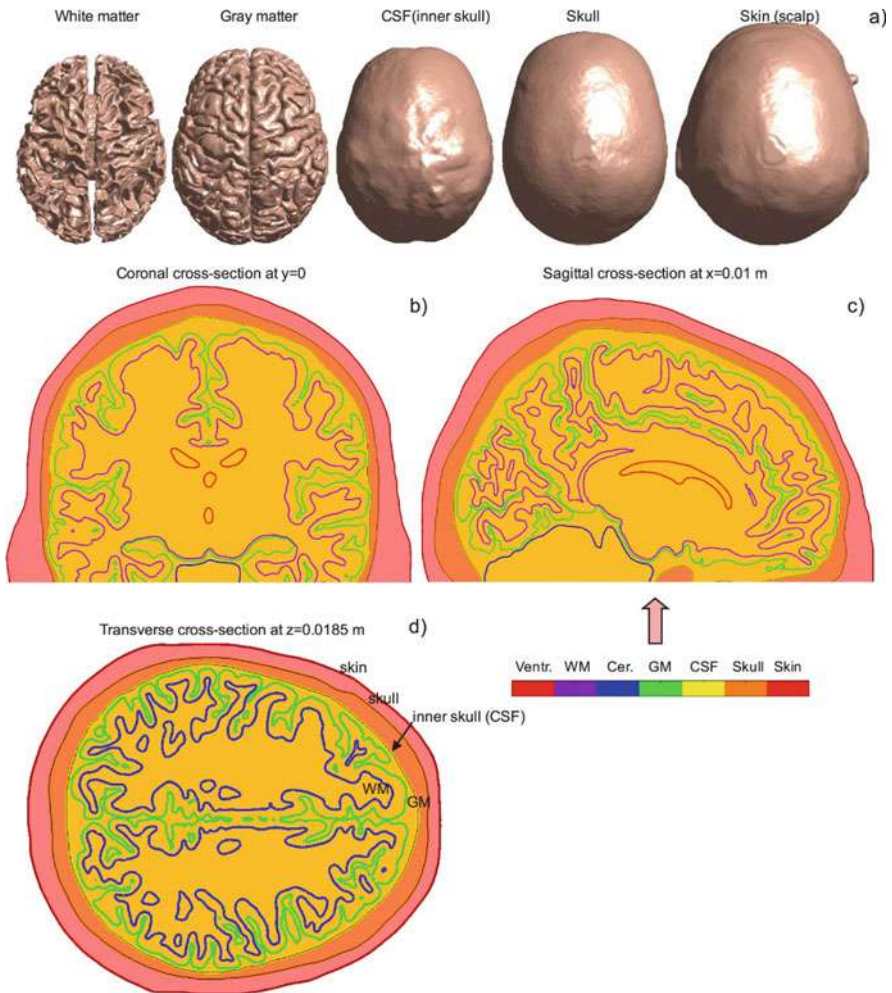 White matter Gray matter CSF(inner skull) Skull Skin (scalp) a)
Coronal cross-section at y=0 Sagittal cross-section at x=0.01 m
b) c)
Transverse cross-section at z=0.0185 m d)
Ventr. WM Cer. GM CSF Skull Skin
skin
skull
inner skull (CSF)
WM
GM